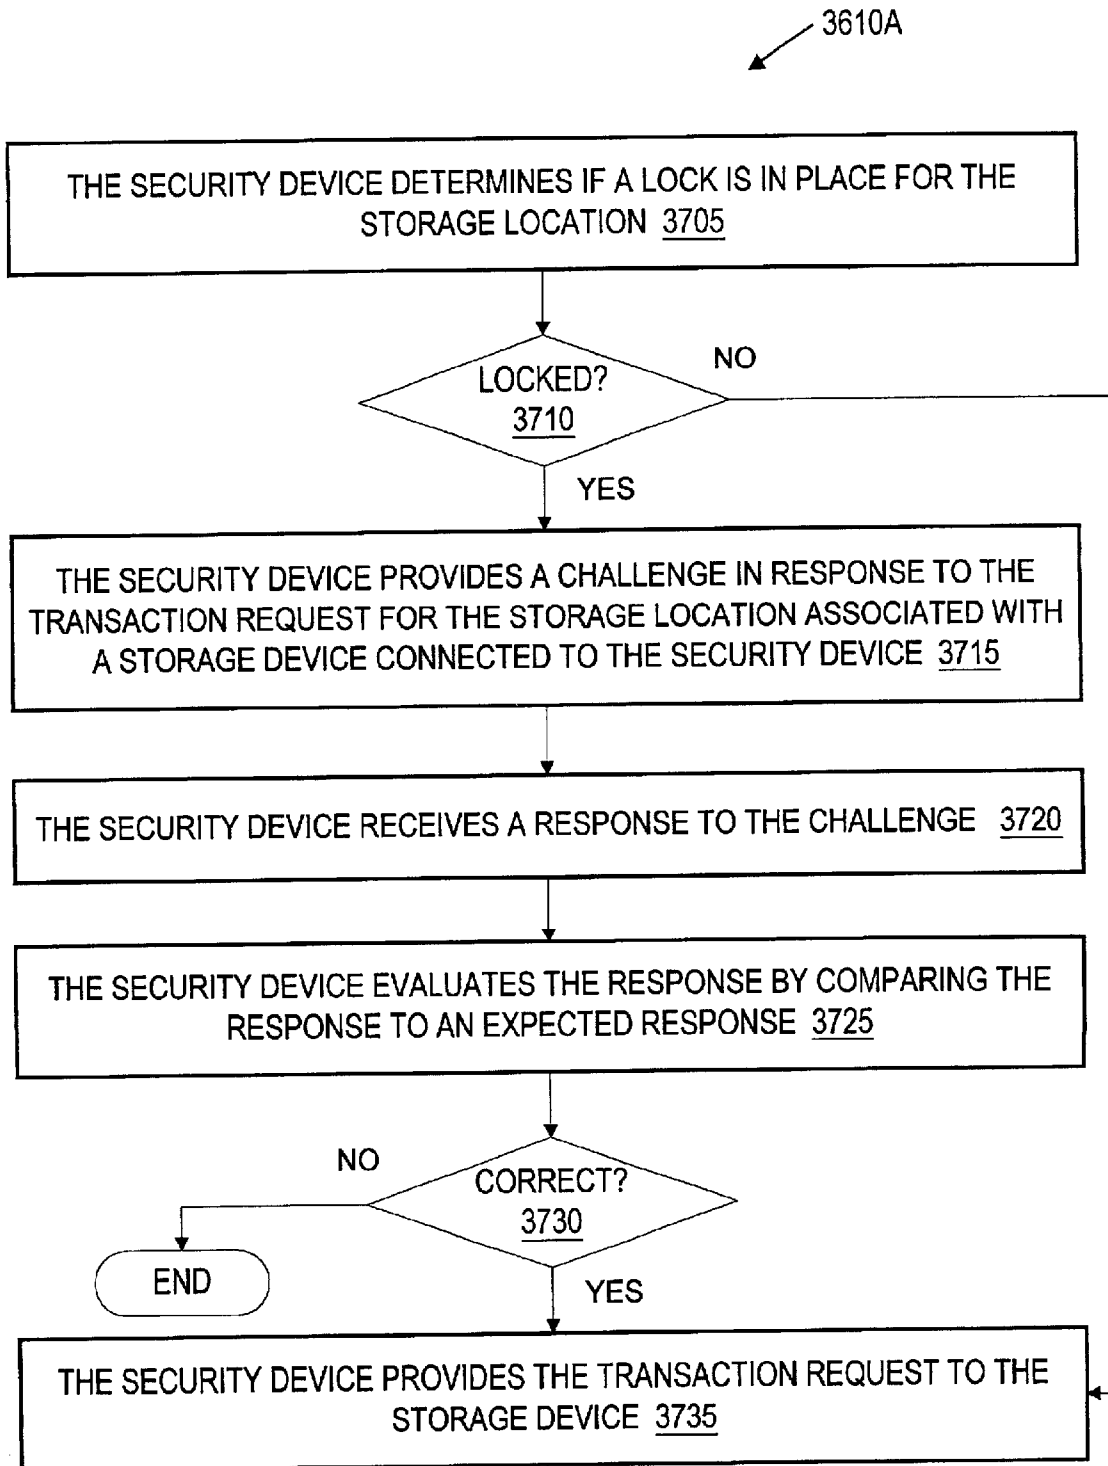 3610A
THE SECURITY DEVICE DETERMINES IF A LOCK IS IN PLACE FOR THE
STORAGE LOCATION 3705
LOCKED?
3710
NO
YES
THE SECURITY DEVICE PROVIDES A CHALLENGE IN RESPONSE TO THE
TRANSACTION REQUEST FOR THE STORAGE LOCATION ASSOCIATED WITH
A STORAGE DEVICE CONNECTED TO THE SECURITY DEVICE 3715
THE SECURITY DEVICE RECEIVES A RESPONSE TO THE CHALLENGE 3720
THE SECURITY DEVICE EVALUATES THE RESPONSE BY COMPARING THE
RESPONSE TO AN EXPECTED RESPONSE 3725
NO
CORRECT?
3730
END
YES
THE SECURITY DEVICE PROVIDES THE TRANSACTION REQUEST TO THE
STORAGE DEVICE 3735